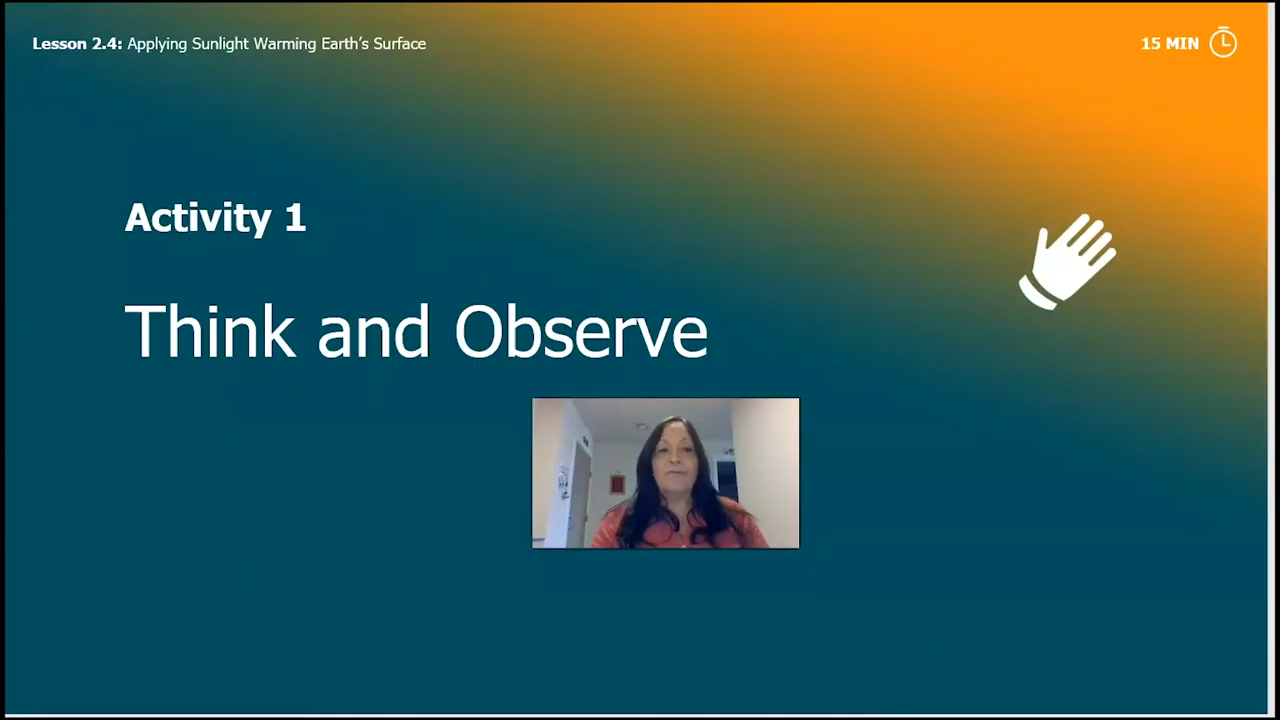 Lesson 2.4: Applying Sunlight Warming Earth's Surface
15 MIN
Activity 1
Think and Observe